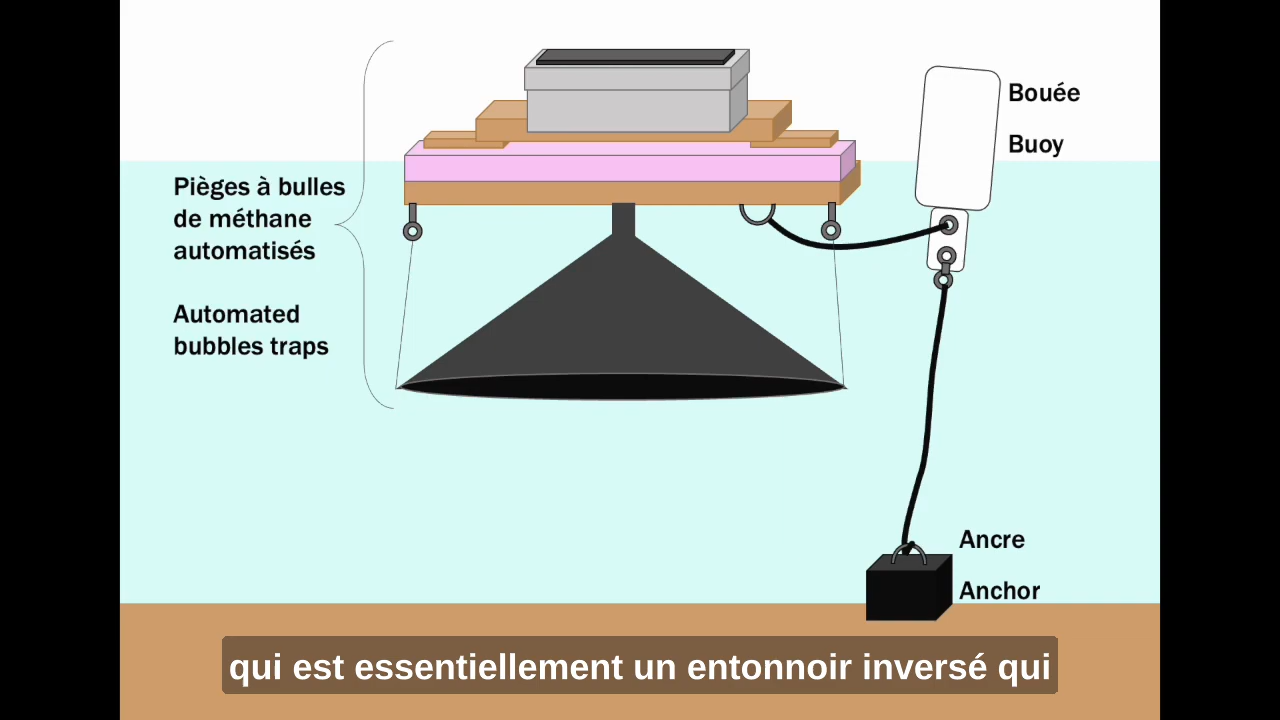 Bouée
Buoy
Pièges à bulles
de méthane
automatisés
Automated
bubbles traps
Ancre
Anchor
qui est essentiellement un entonnoir inversé qui